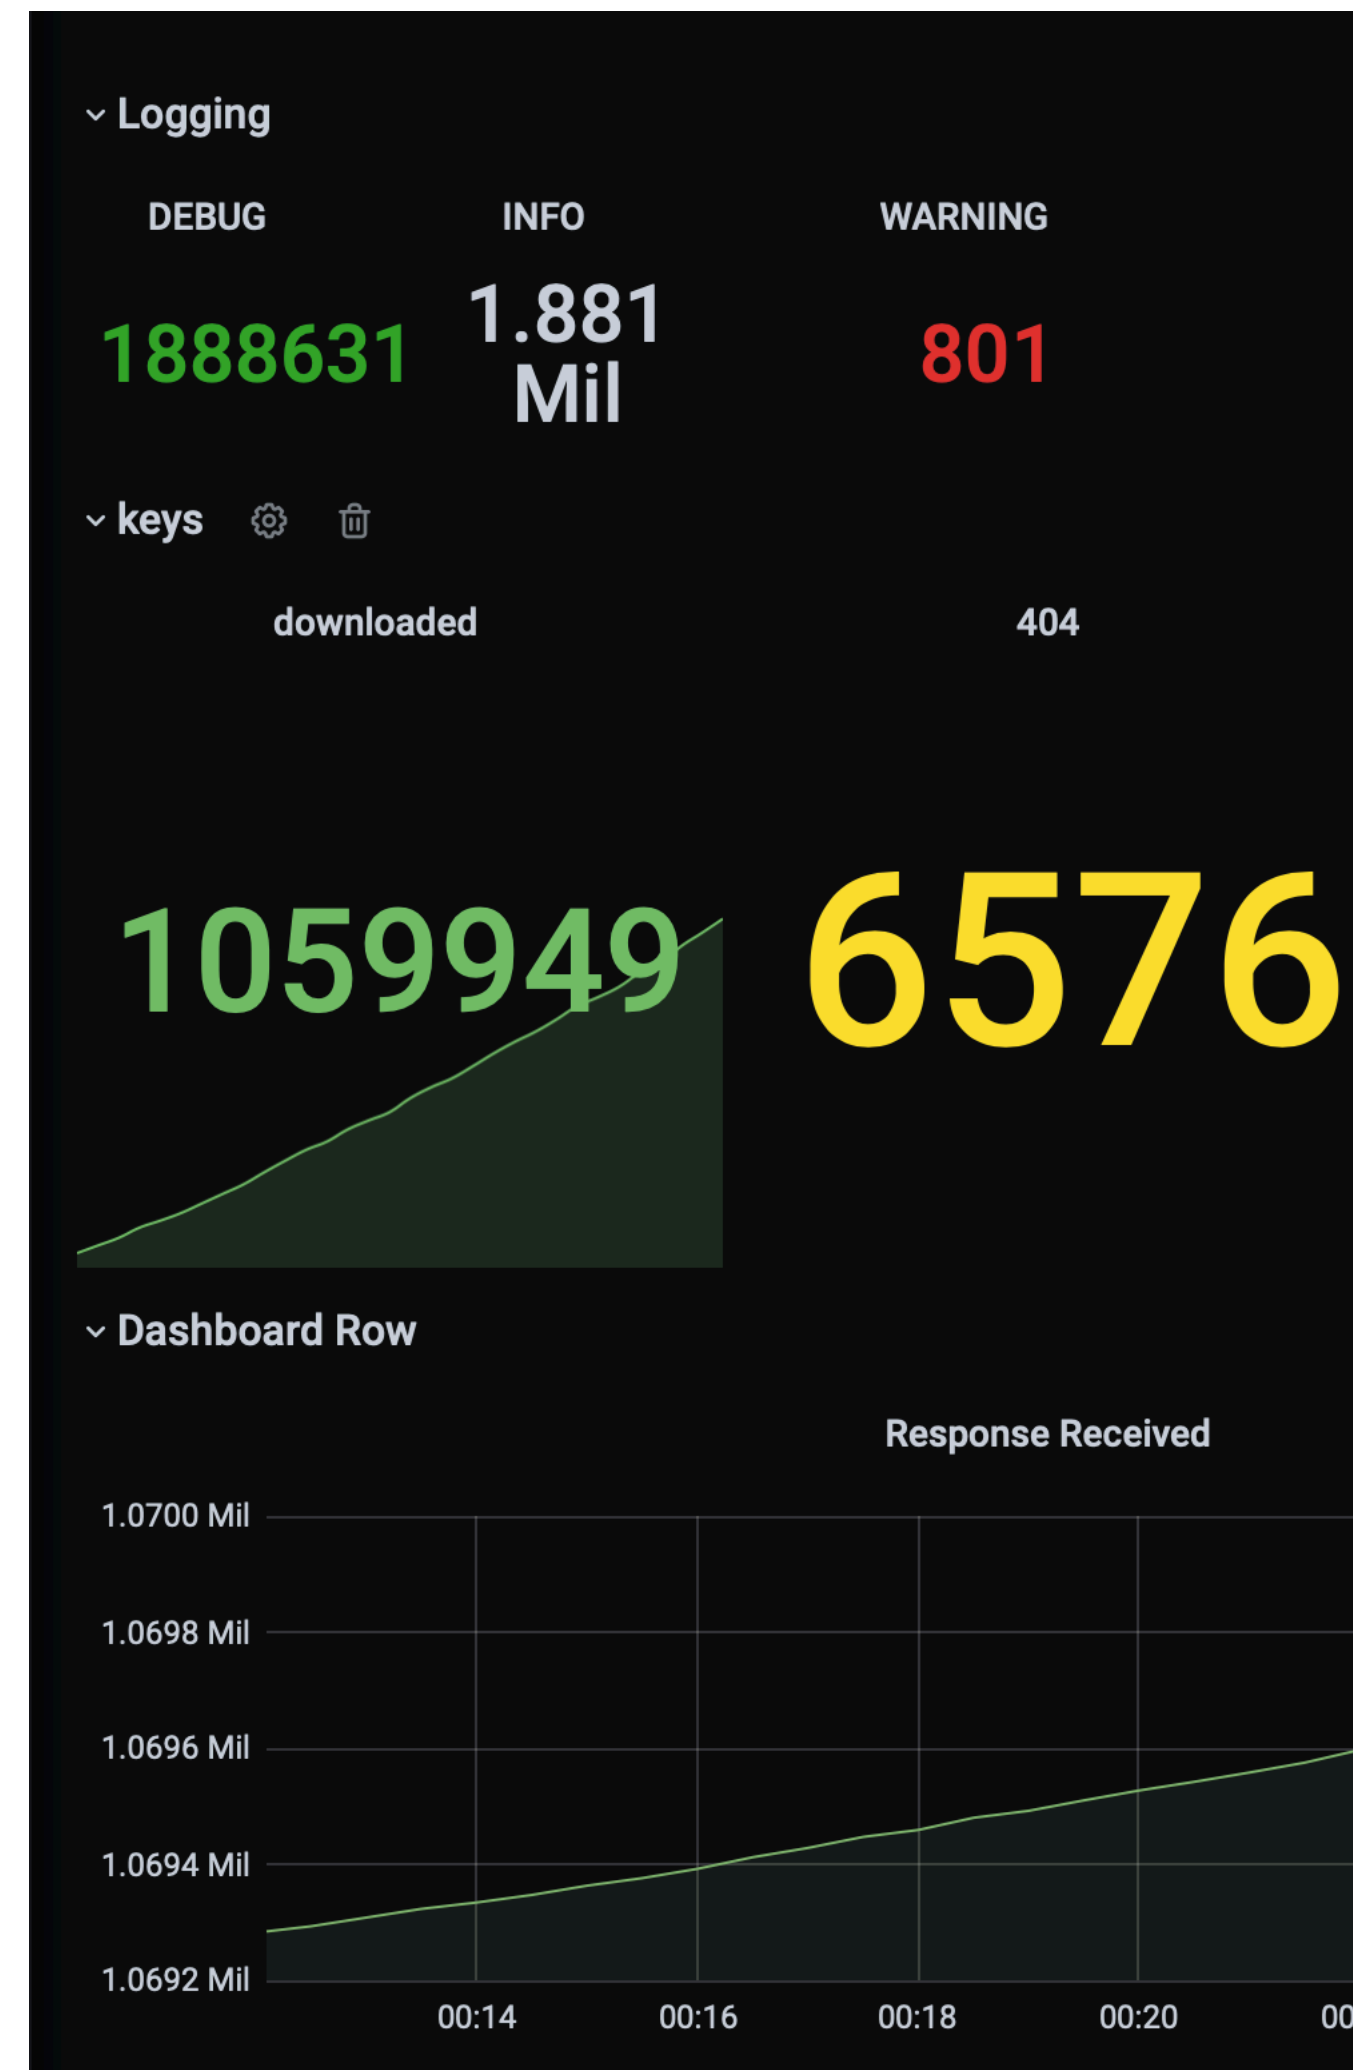 Logging
DEBUG INFO WARNING
1888631 1.881 Mil 801
keys
downloaded 404
1059949 6576
Dashboard Row
Response Received
1.0700 Mil
1.0698 Mil
1.0696 Mil
1.0694 Mil
1.0692 Mil
00:14 00:16 00:18 00:20 00